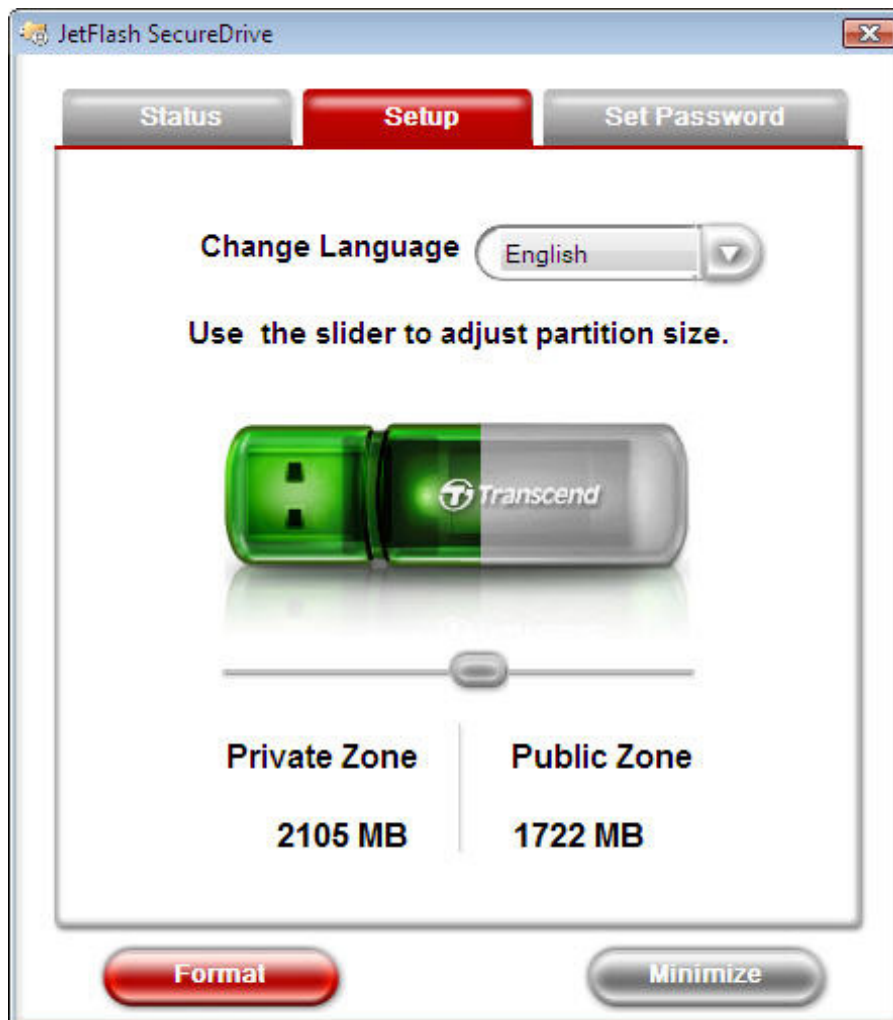 JetFlash SecureDrive
Status Setup Set Password
Change Language English
Use the slider to adjust partition size.
Transcend
Private Zone Public Zone
2105 MB 1722 MB
Format Minimize